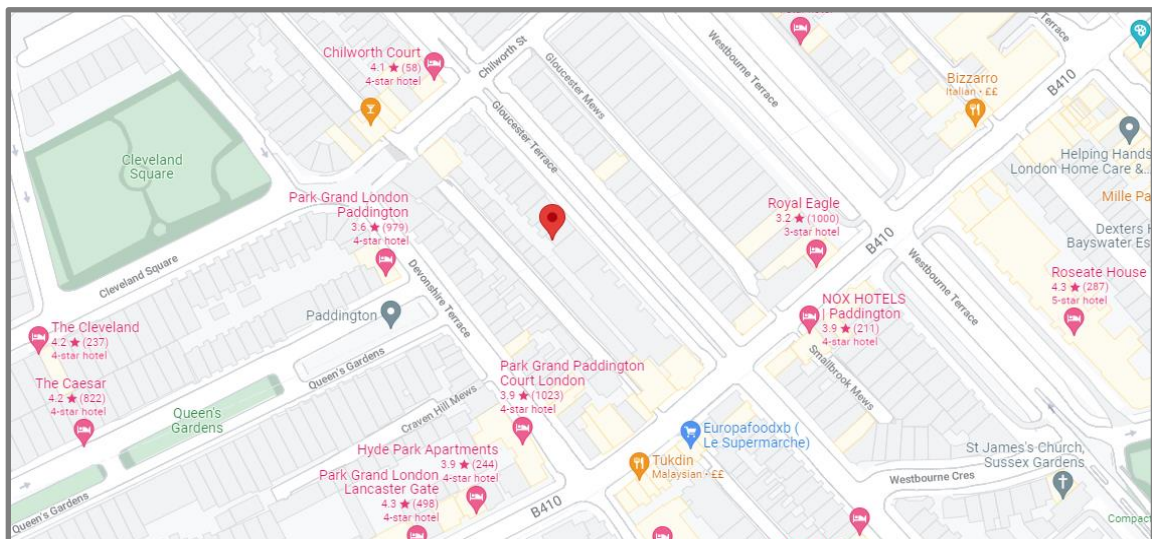 Chilworth Court
4.1 ★ (58)
4-star hotel
Chilworth St
Gloucester Mews
Gloucester Terrace
Westbourne Terrace
Bizzarro
Italian • ££
B410
Helping Hands
London Home Care &...
Mille Pa
Dexters H
Bayswater Es
Cleveland
Square
Park Grand London
Paddington
3.6 ★ (979)
4-star hotel
Royal Eagle
3.2 ★ (1000)
3-star hotel
B410
Westbourne Terrace
Roseate House
4.3 ★ (287)
5-star hotel
Cleveland Square
Devonshire Terrace
Paddington
NOX HOTELS
| Paddington
3.9 ★ (211)
4-star hotel
Smallbrook Mews
The Cleveland
4.2 ★ (237)
4-star hotel
The Caesar
4.2 ★ (822)
4-star hotel
Queen's Gardens
Park Grand Paddington
Court London
3.9 ★ (1023)
4-star hotel
Queen's
Gardens
Craven Hill Mews
Europafoodxb (
Le Supermarche)
Hyde Park Apartments
3.9 ★ (244)
4-star hotel
Tukdin
Malaysian • ££
St James's Church,
Sussex Gardens
Park Grand London
Lancaster Gate
4.3 ★ (498)
4-star hotel
Westbourne Cres
Queen's Gardens
B410
Compact